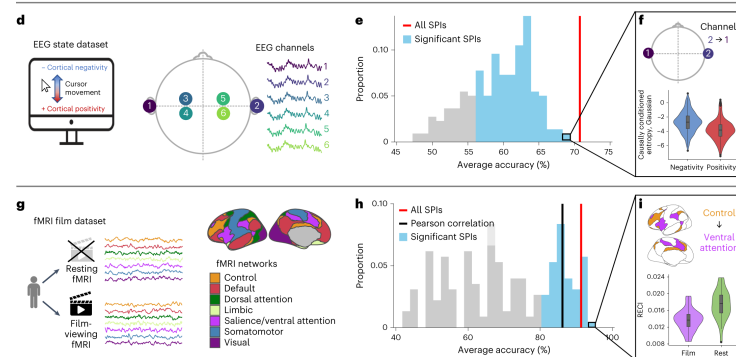 d
EEG state dataset
– Cortical negativity
Cursor
movement
+ Cortical positivity
EEG channels
1
2
3
4
5
6
1
2
3
4
5
6
e
All SPIs
Significant SPIs
Proportion
0.10
0.05
0
45 50 55 60 65 70 75
Average accuracy (%)
f
Channel
2 → 1
1
2
Causally conditioned
entropy, Gaussian
0
–2
–4
–6
Negativity Positivity
g
fMRI film dataset
Resting
fMRI
Film-
viewing
fMRI
fMRI networks
Control
Default
Dorsal attention
Limbic
Salience/ventral attention
Somatomotor
Visual
h
All SPIs
Pearson correlation
Significant SPIs
Proportion
0.10
0.05
0
40 60 80 100
Average accuracy (%)
i
Control
↓
Ventral
attention
RECI
0.024
0.020
0.016
0.012
0.008
Film Rest